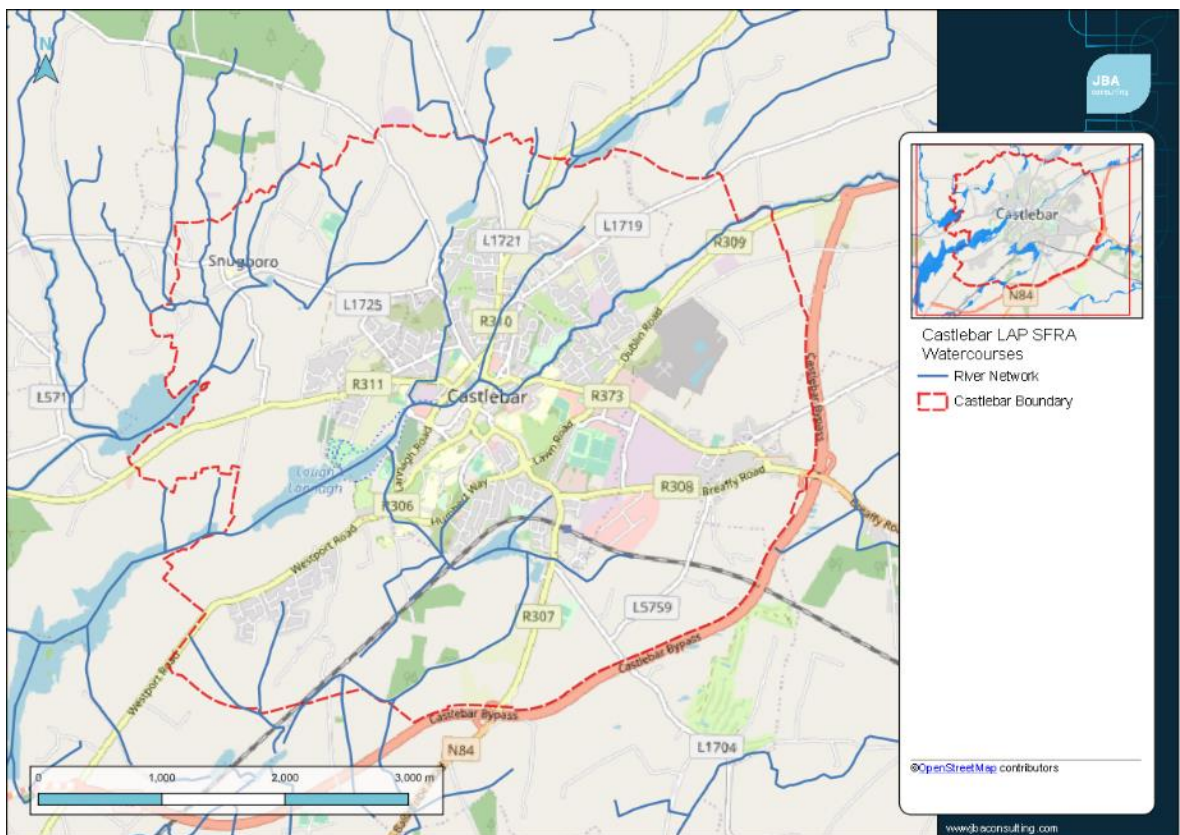 N
JBA
consulting
L1719
L1721
R309
Snugboro
L1725
R310
Dublin Road
L571
R311
Castlebar
R373
Castlebar Bypass
Lannagh Road
Lawn Road
Lough
Lannagh
R306
Humbert Way
R308
Breaffy Road
Breaffy Ro
Westport Road
R307
L5759
Castlebar Bypass
Westport Road
Castlebar Bypass
N84
L1704
0
1,000
2,000
3,000 m
Castlebar
N84
Castlebar LAP SFRA
Watercourses
River Network
Castlebar Boundary
©OpenStreetMap contributors
www.jbaconsulting.com